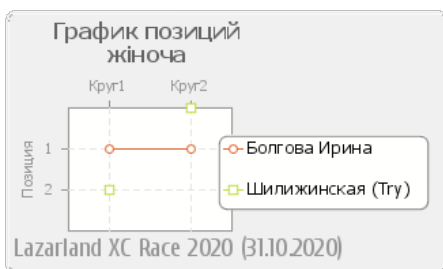 График позиций
жіноча
Круг1 Круг2
Позиция
1
2
Болгова Ирина
Шилижинская (Try)
Lazarland XC Race 2020 (31.10.2020)